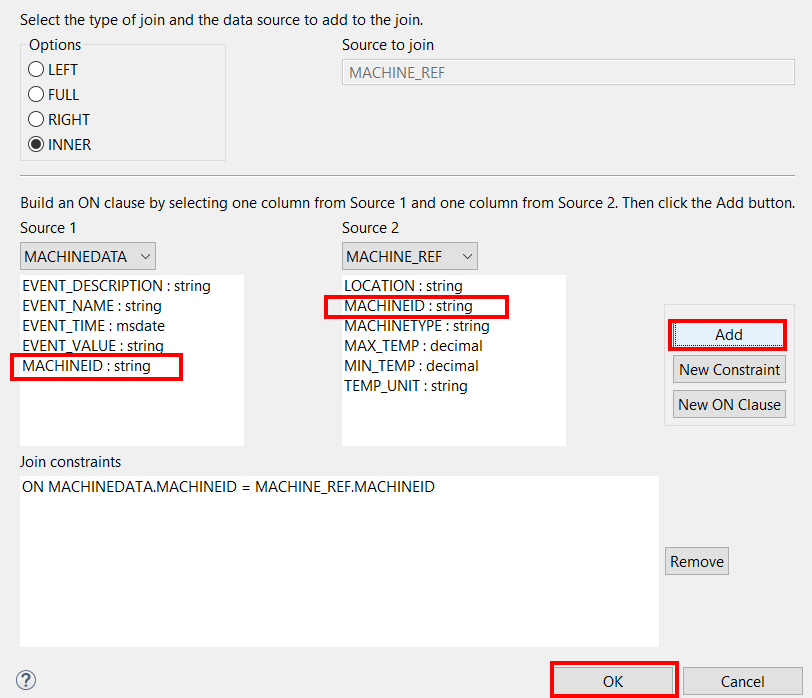 Select the type of join and the data source to add to the join.
Options
LEFT
FULL
RIGHT
INNER
Source to join
MACHINE_REF
Build an ON clause by selecting one column from Source 1 and one column from Source 2. Then click the Add button.
Source 1
MACHINEDATA
EVENT_DESCRIPTION : string
EVENT_NAME : string
EVENT_TIME : msdate
EVENT_VALUE : string
MACHINEID : string
Source 2
MACHINE_REF
LOCATION : string
MACHINEID : string
MACHINETYPE : string
MAX_TEMP : decimal
MIN_TEMP : decimal
TEMP_UNIT : string
Add
New Constraint
New ON Clause
Join constraints
ON MACHINEDATA.MACHINEID = MACHINE_REF.MACHINEID
Remove
?
OK
Cancel